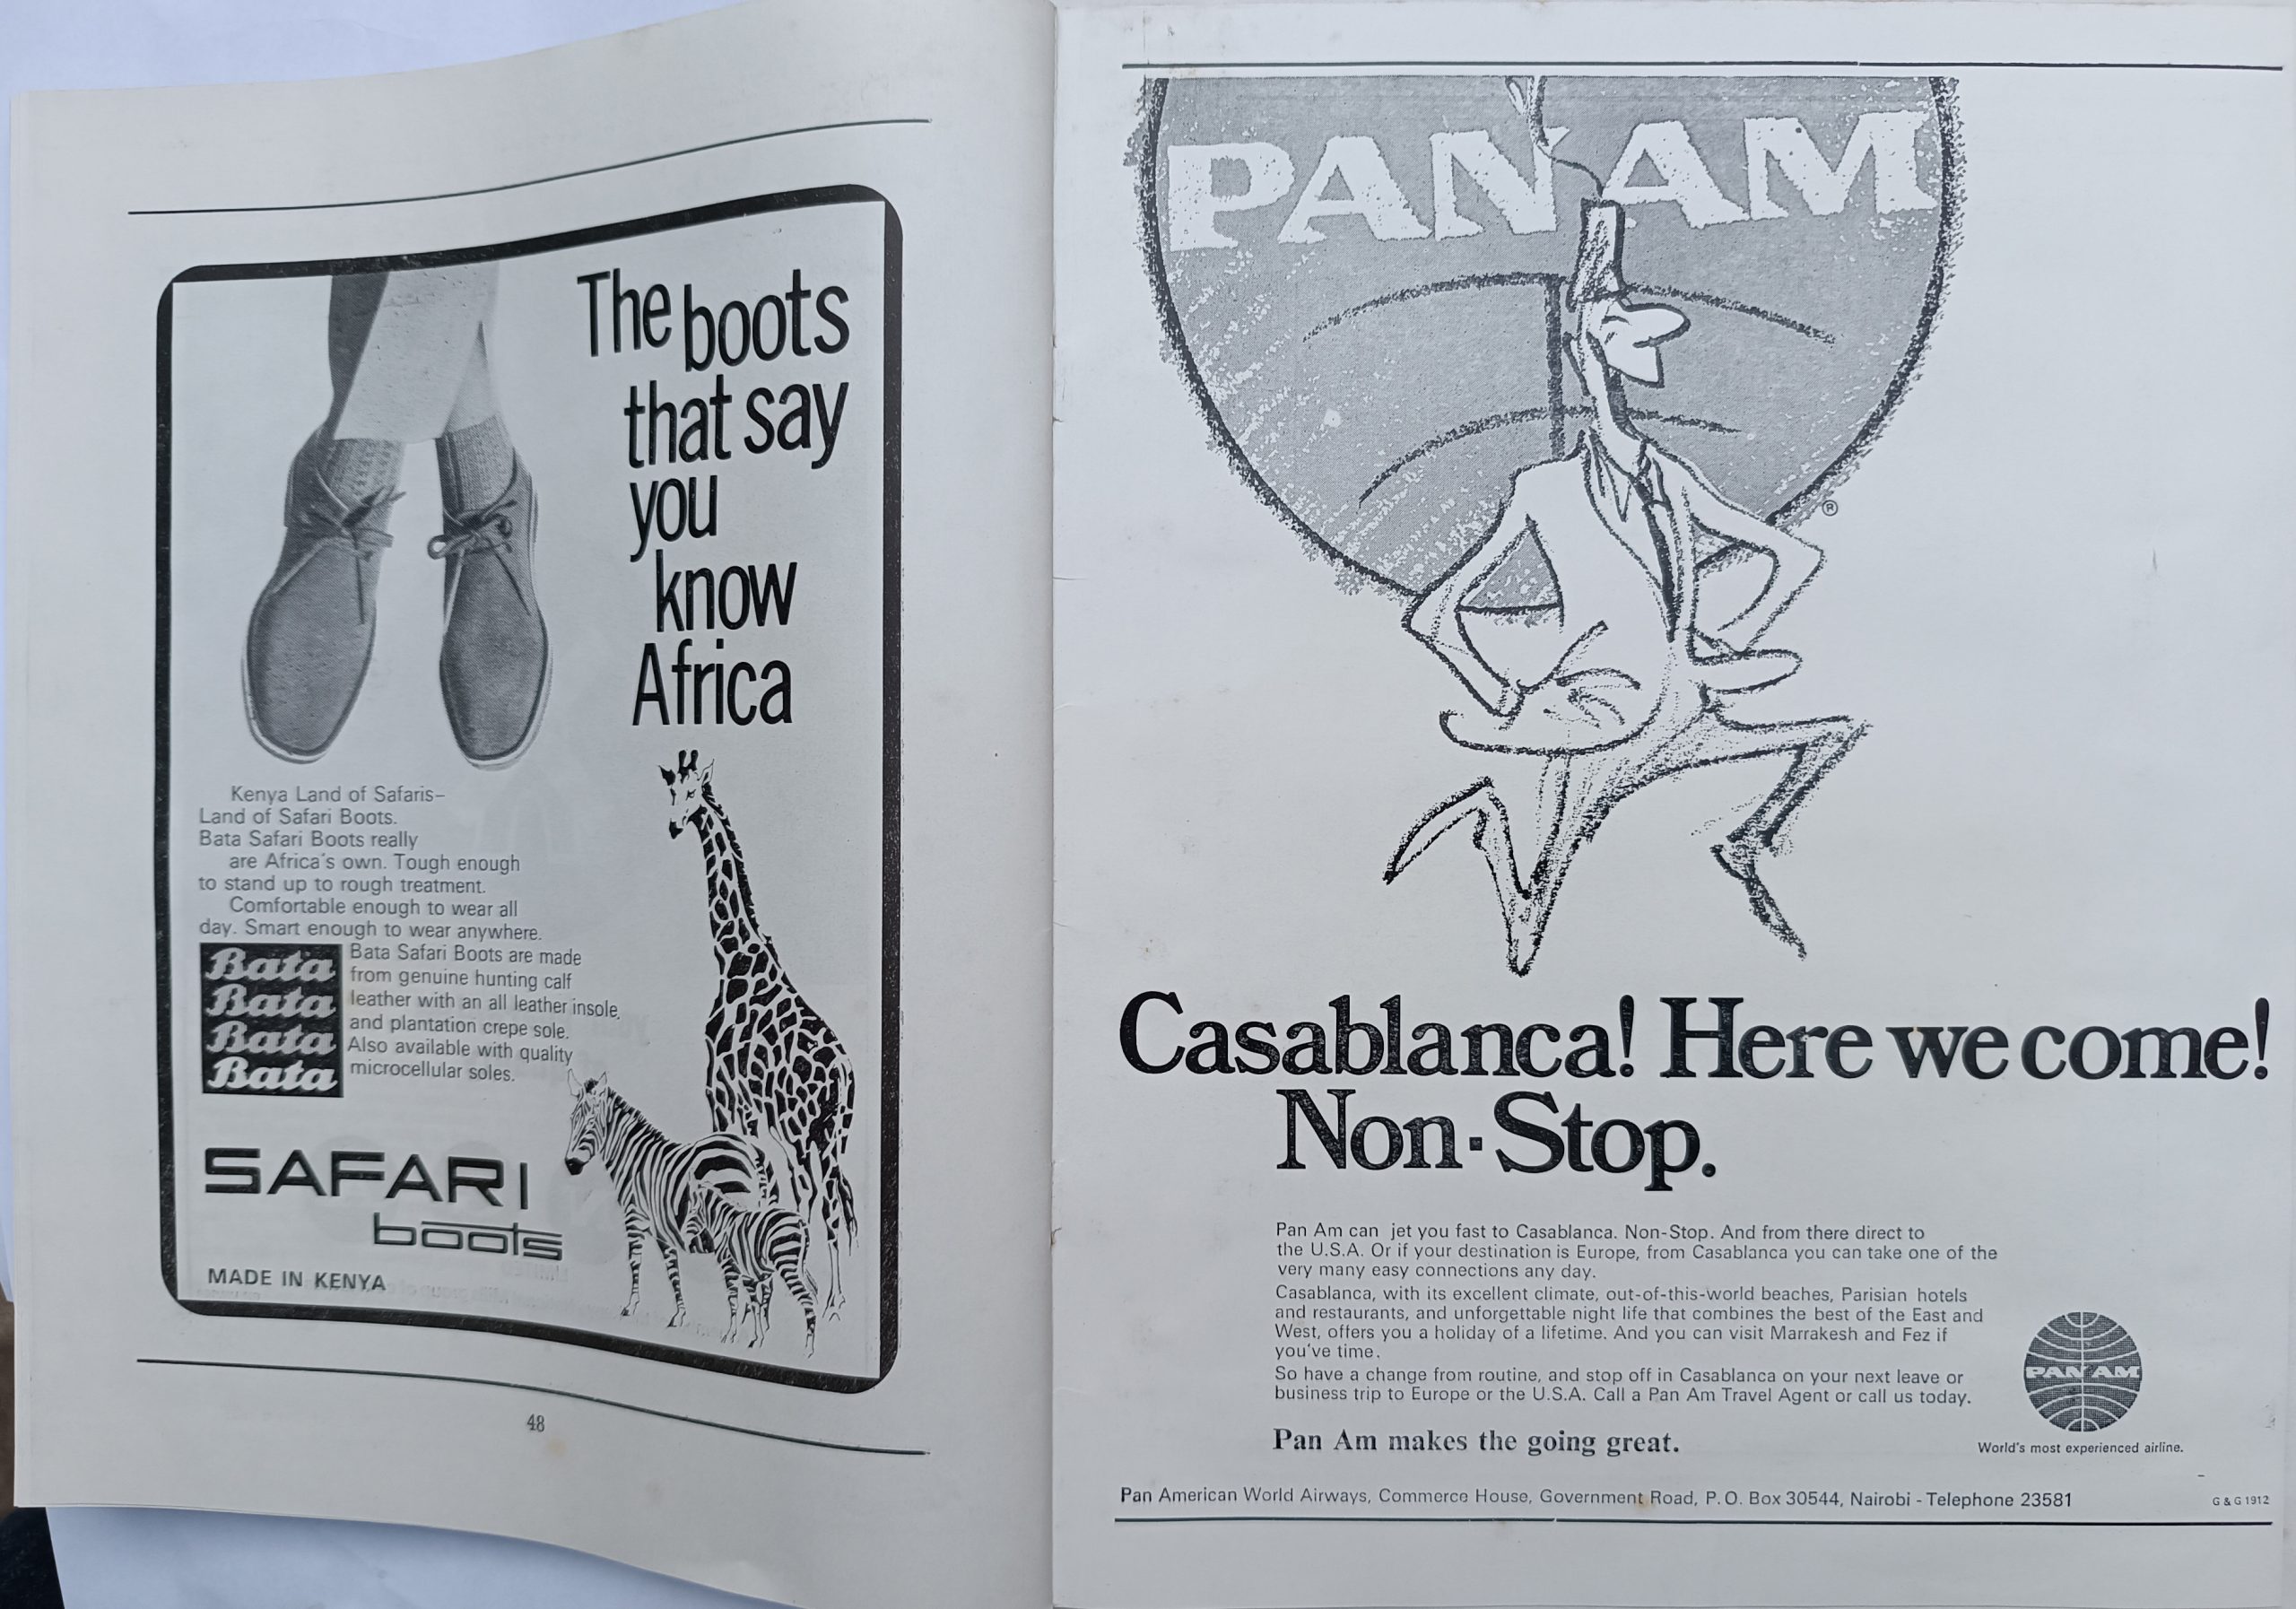 The boots
that say
you
know
Africa
Kenya Land of Safaris–
Land of Safari Boots.
Bata Safari Boots really
are Africa's own. Tough enough
to stand up to rough treatment.
Comfortable enough to wear all
day. Smart enough to wear anywhere.
Bata Safari Boots are made
from genuine hunting calf
leather with an all leather insole,
and plantation crepe sole.
Also available with quality
microcellular soles.
Bata
Bata
Bata
Bata
SAFARI
boots
MADE IN KENYA
48
PAN AM
®
Casablanca! Here we come!
Non-Stop.
Pan Am can jet you fast to Casablanca. Non-Stop. And from there direct to
the U.S.A. Or if your destination is Europe, from Casablanca you can take one of the
very many easy connections any day.
Casablanca, with its excellent climate, out-of-this-world beaches, Parisian hotels
and restaurants, and unforgettable night life that combines the best of the East and
West, offers you a holiday of a lifetime. And you can visit Marrakesh and Fez if
you've time.
So have a change from routine, and stop off in Casablanca on your next leave or
business trip to Europe or the U.S.A. Call a Pan Am Travel Agent or call us today.
Pan Am makes the going great.
PAN AM
World's most experienced airline.
Pan American World Airways, Commerce House, Government Road, P.O. Box 30544, Nairobi - Telephone 23581
G & G 1912